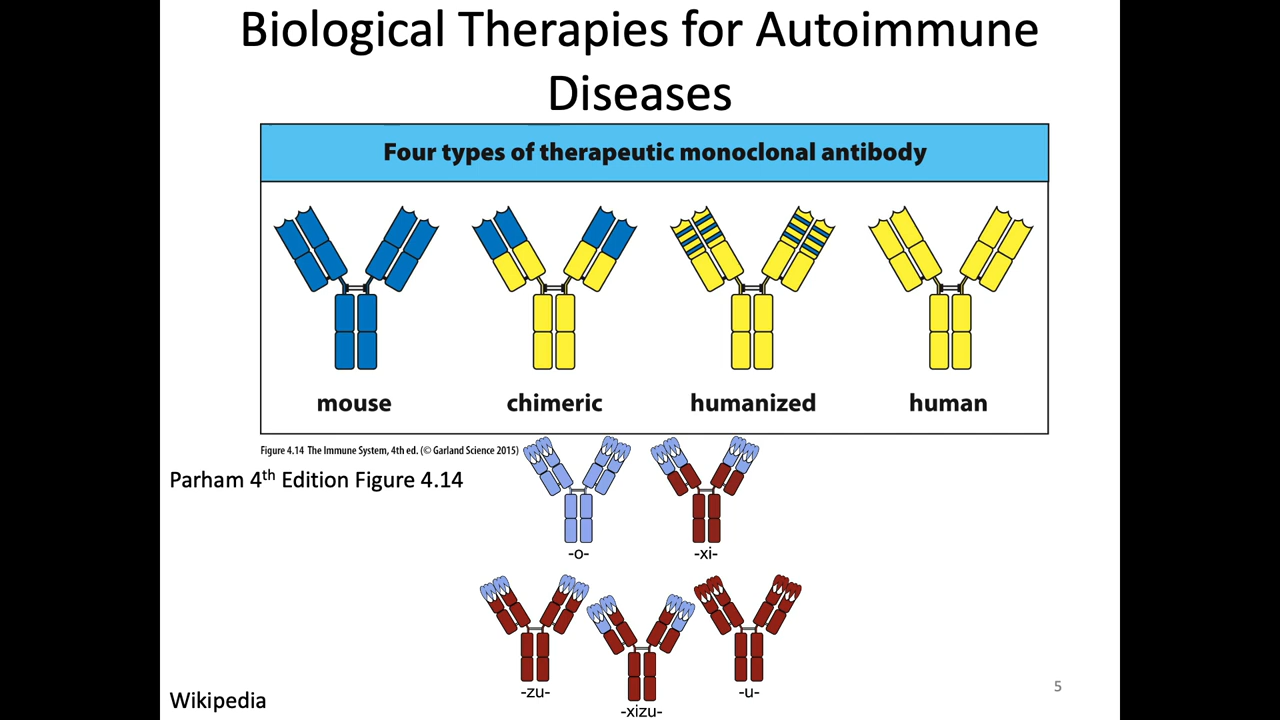 Biological Therapies for Autoimmune
Diseases
Four types of therapeutic monoclonal antibody
mouse
chimeric
humanized
human
Figure 4.14 The Immune System, 4th ed. (© Garland Science 2015)
Parham 4th Edition Figure 4.14
-o-
-xi-
-zu-
-xizu-
-u-
Wikipedia
5